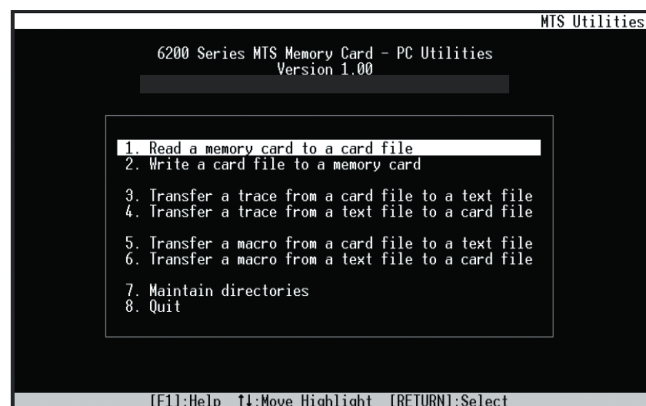 MTS Utilities
6200 Series MTS Memory Card - PC Utilities
Version 1.00
1. Read a memory card to a card file
2. Write a card file to a memory card
3. Transfer a trace from a card file to a text file
4. Transfer a trace from a text file to a card file
5. Transfer a macro from a card file to a text file
6. Transfer a macro from a text file to a card file
7. Maintain directories
8. Quit
[F1]:Help ↑↓:Move Highlight [RETURN]:Select